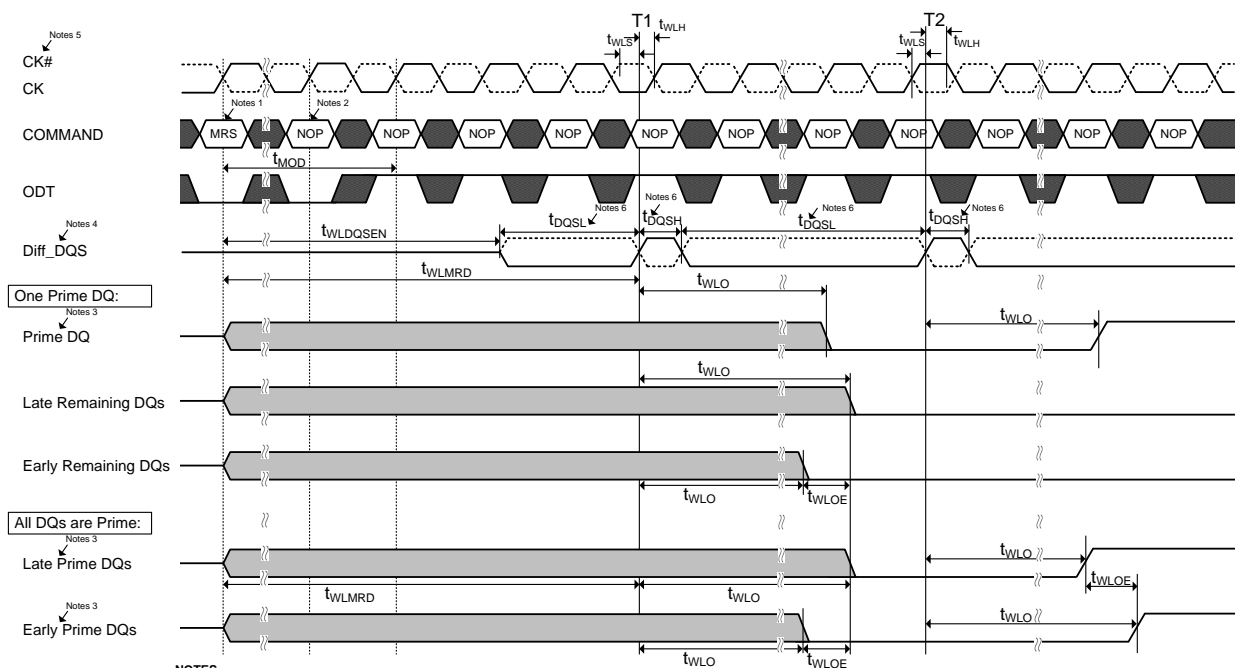 T1 T2
Notes 5
tWLS tWLH tWLS tWLH
CK#
CK
Notes 1 Notes 2
COMMAND MRS NOP NOP NOP NOP NOP NOP NOP NOP NOP NOP NOP
tMOD
ODT
Notes 4
Notes 6 Notes 6 Notes 6 Notes 6
tDQSL tDQSH tDQSL tDQSH
tWLDQSEN
Diff_DQS
tWLMRD
tWLO
One Prime DQ:
Notes 3
tWLO
Prime DQ
tWLO
Late Remaining DQs
Early Remaining DQs
tWLO tWLOE
All DQs are Prime:
Notes 3
tWLO
Late Prime DQs
tWLMRD tWLO
tWLOE
Notes 3
tWLO
Early Prime DQs
tWLO tWLOE
NOTES